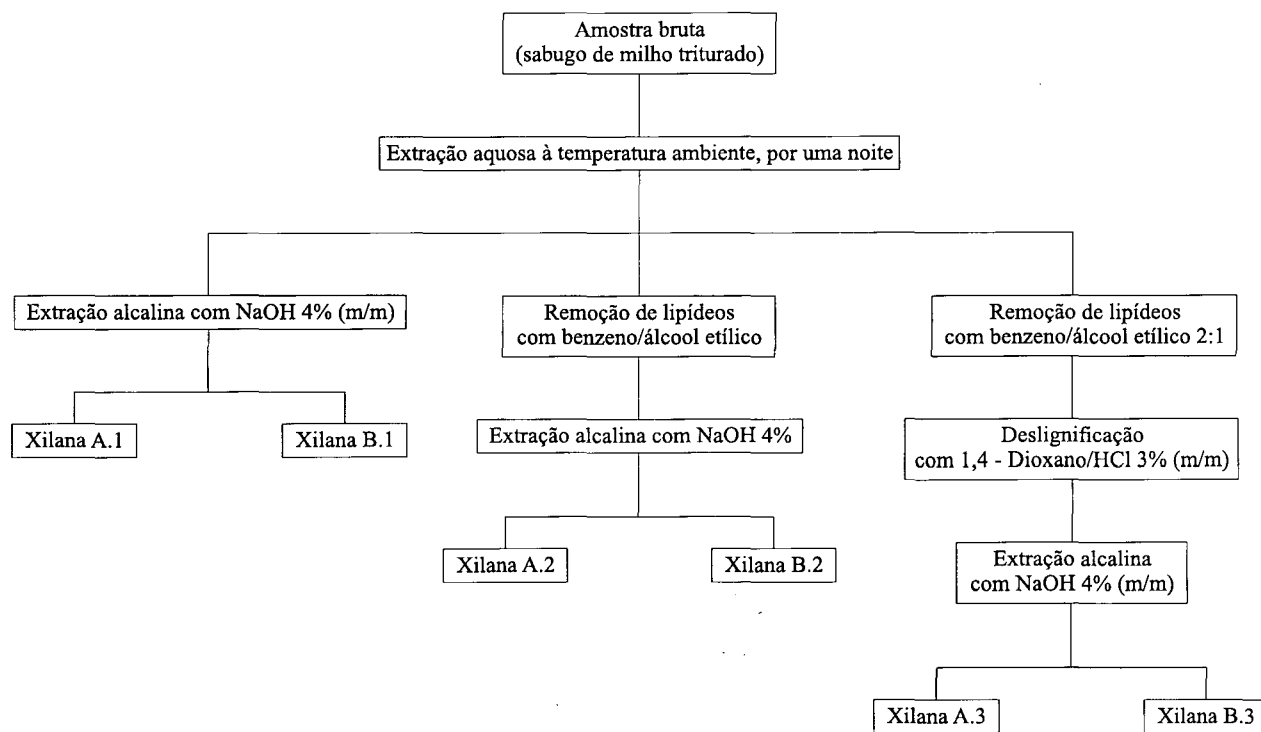 Amostra bruta
(sabugo de milho triturado)
Extração aquosa à temperatura ambiente, por uma noite
Extração alcalina com NaOH 4% (m/m)
Xilana A.1
Xilana B.1
Remoção de lipídeos
com benzeno/álcool etílico
Extração alcalina com NaOH 4%
Xilana A.2
Xilana B.2
Remoção de lipídeos
com benzeno/álcool etílico 2:1
Deslignificação
com 1,4 - Dioxano/HCl 3% (m/m)
Extração alcalina
com NaOH 4% (m/m)
Xilana A.3
Xilana B.3